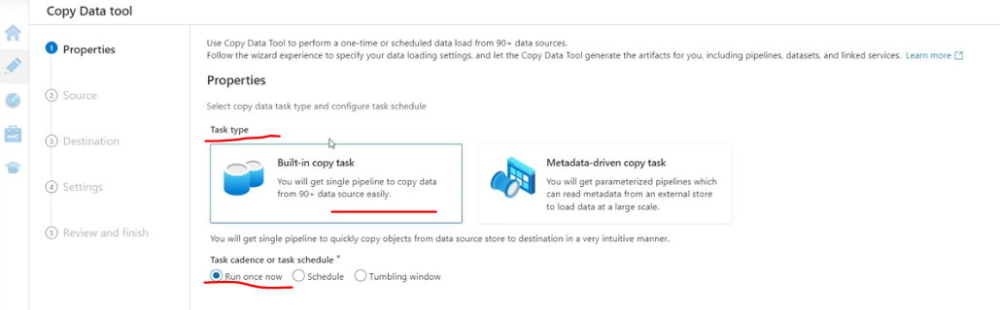 Copy Data tool
1 Properties
2 Source
3 Destination
4 Settings
5 Review and finish
Use Copy Data Tool to perform a one-time or scheduled data load from 90+ data sources.
Follow the wizard experience to specify your data loading settings, and let the Copy Data Tool generate the artifacts for you, including pipelines, datasets, and linked services. Learn more
Properties
Select copy data task type and configure task schedule
Task type
Built-in copy task
You will get single pipeline to copy data
from 90+ data source easily.
Metadata-driven copy task
You will get parameterized pipelines which
can read metadata from an external store
to load data at a large scale.
You will get single pipeline to quickly copy objects from data source store to destination in a very intuitive manner.
Task cadence or task schedule *
Run once now Schedule Tumbling window